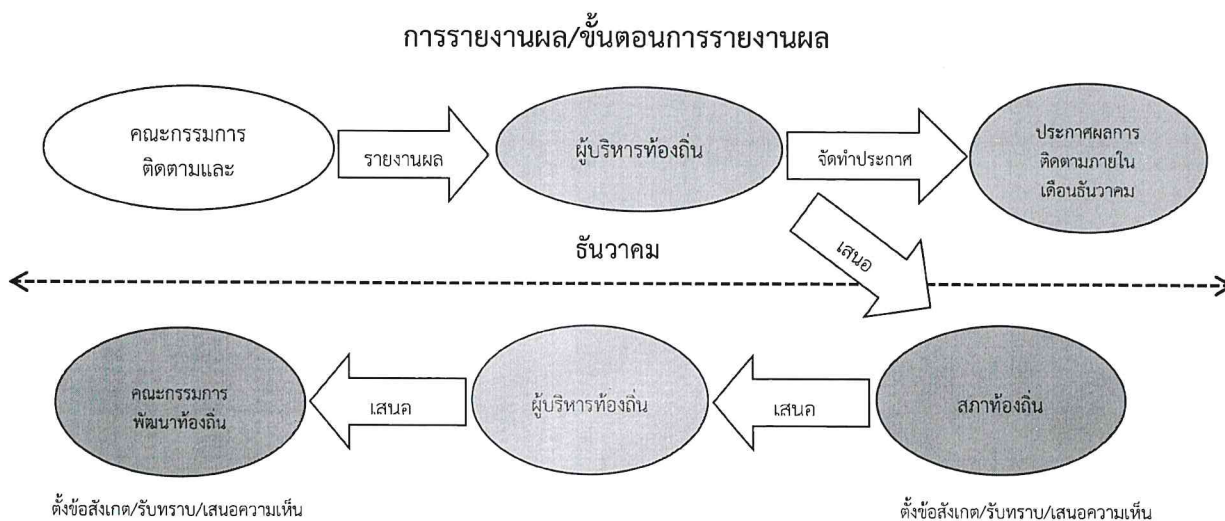 การรายงานผล/ขั้นตอนการรายงานผล
คณะกรรมการ
ติดตามและ
รายงานผล
ผู้บริหารท้องถิ่น
จัดทำประกาศ
ประกาศผลการ
ติดตามภายใน
เดือนธันวาคม
ธันวาคม
เสนอ
คณะกรรมการ
พัฒนาท้องถิ่น
เสนอ
ผู้บริหารท้องถิ่น
เสนอ
สภาท้องถิ่น
ตั้งข้อสังเกต/รับทราบ/เสนอความเห็น
ตั้งข้อสังเกต/รับทราบ/เสนอความเห็น